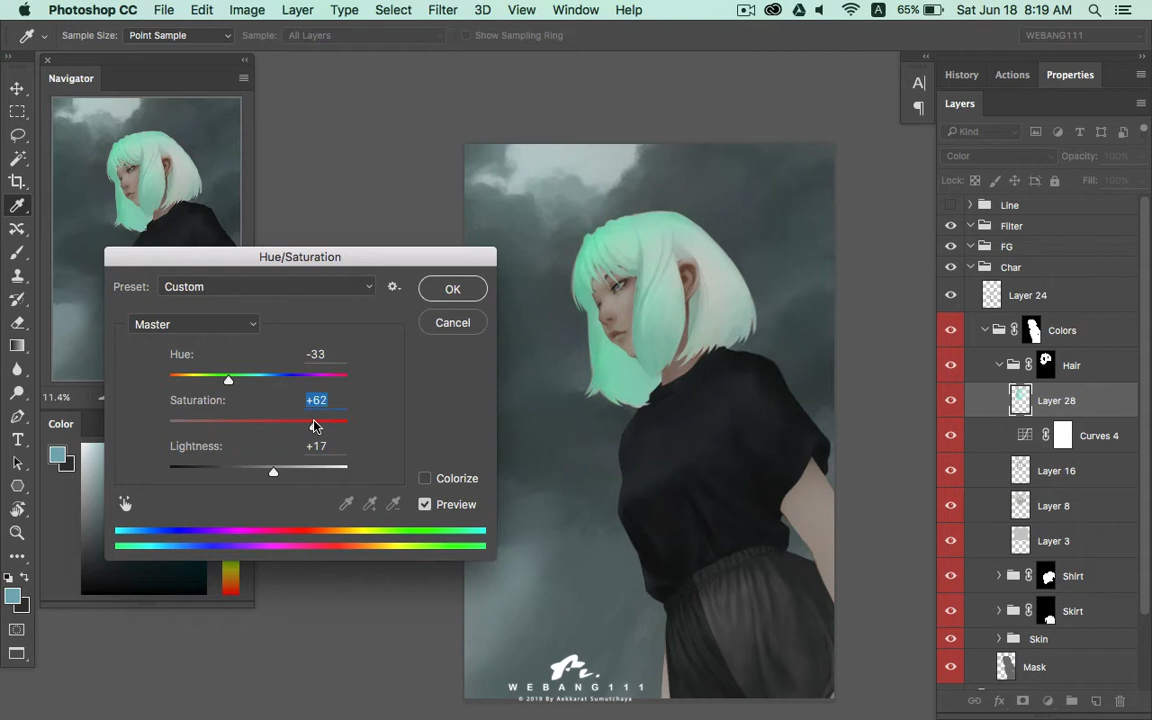 Photoshop CC File Edit Image Layer Type Select Filter 3D View Window Help A 65% Sat Jun 18 8:19 AM
Sample Size: Point Sample Sample: All Layers Show Sampling Ring WEBANG111
Navigator
History Actions Properties
A|
¶
Layers
Kind
Color Opacity: 100%
Lock: Fill: 100%
Line
Filter
FG
Char
Layer 24
Colors
Hair
Layer 28
Curves 4
Layer 16
Layer 8
Layer 3
Shirt
Skirt
Skin
Mask
Hue/Saturation
Preset: Custom
OK
Cancel
Master
Hue: -33
Saturation: +62
Lightness: +17
Colorize
Preview
11.4%
Color
WEBANG111
© 2019 By Aekkarat Sumutchaya